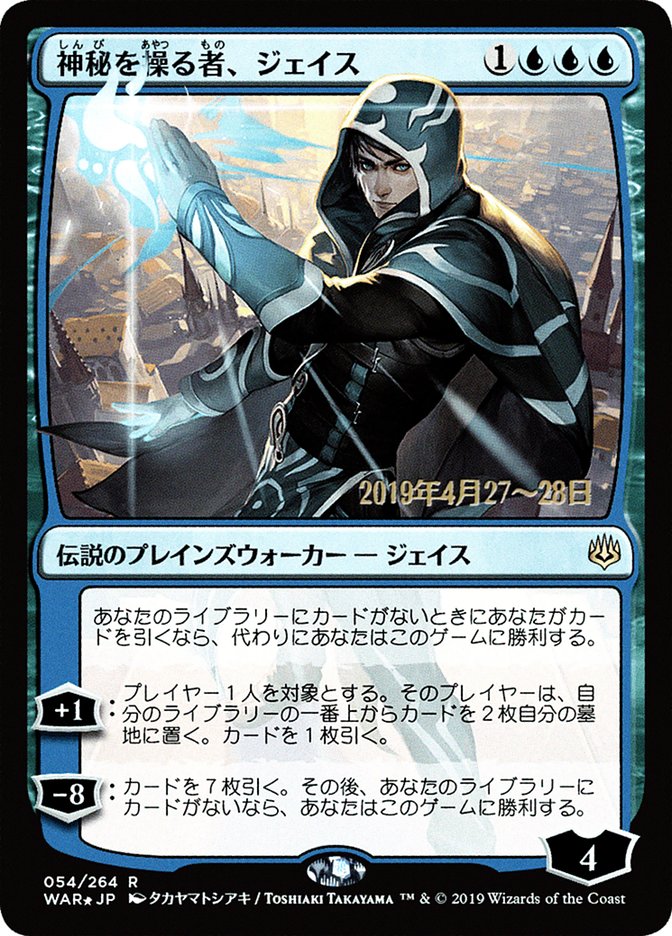 しんび あやつ もの
神秘を操る者、ジェイス 1
2019年4月27～28日
伝説のプレインズウォーカー — ジェイス
あなたのライブラリーにカードがないときにあなたがカー
ドを引くなら、代わりにあなたはこのゲームに勝利する。
+1 : プレイヤー１人を対象とする。そのプレイヤーは、自
分のライブラリーの一番上からカードを２枚自分の墓
地に置く。カードを１枚引く。
-8 : カードを７枚引く。その後、あなたのライブラリーに
カードがないなら、あなたはこのゲームに勝利する。
4
054/264 R
WAR★JP タカヤマトシアキ / Toshiaki Takayama ™ & © 2019 Wizards of the Coast